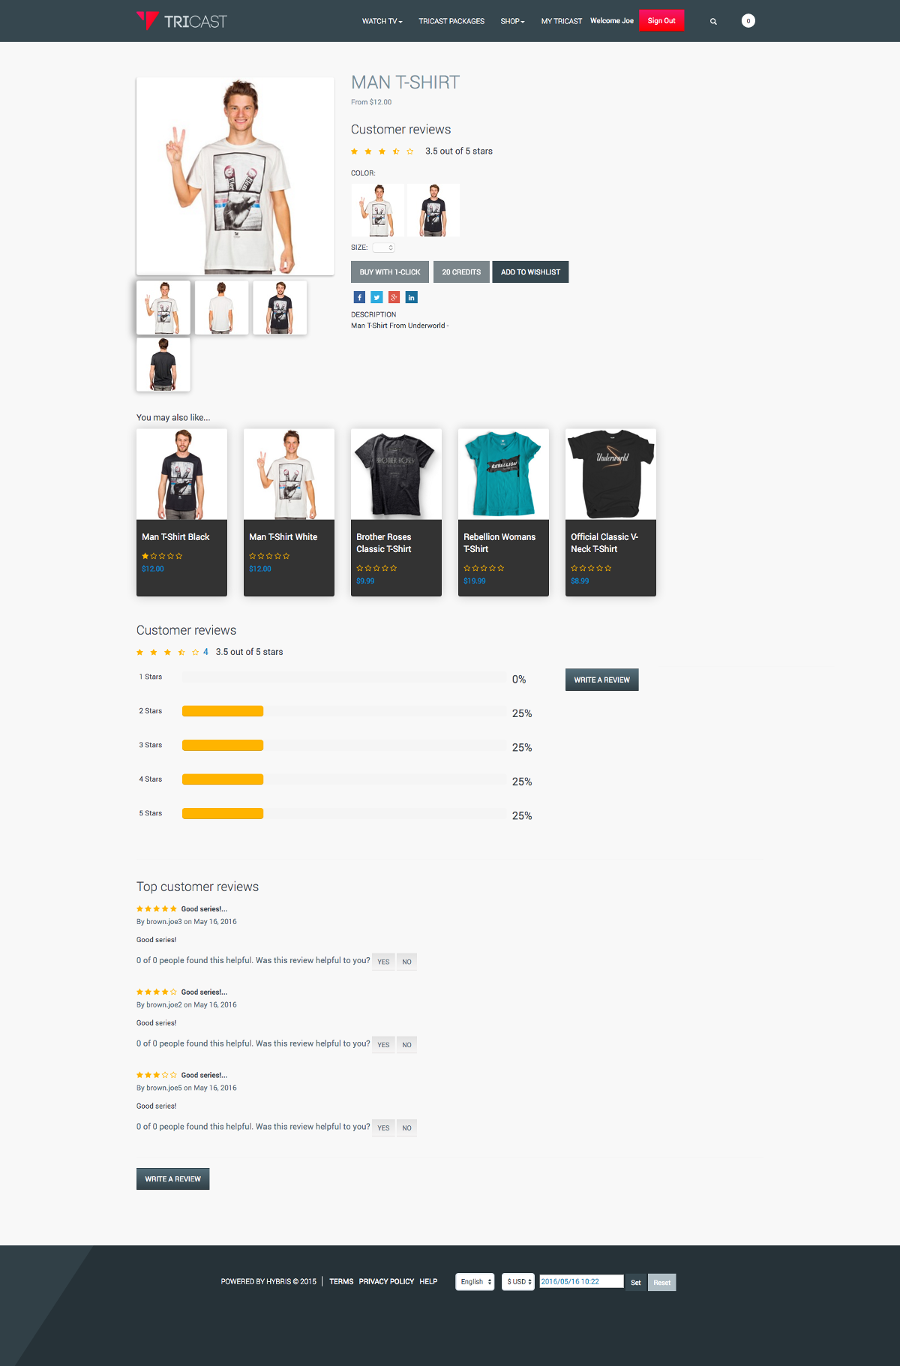 TRICAST
WATCH TV TRICAST PACKAGES SHOP MY TRICAST Welcome Joe Sign Out 0
MAN T-SHIRT
From $12.00
Customer reviews
3.5 out of 5 stars
COLOR:
SIZE:
BUY WITH 1-CLICK 20 CREDITS ADD TO WISHLIST
DESCRIPTION
Man T-Shirt From Underworld -
You may also like...
Man T-Shirt Black
$12.00
Man T-Shirt White
$12.00
Brother Roses
Classic T-Shirt
$9.99
REBELLION
Rebellion Womans
T-Shirt
$19.99
Underworld
Official Classic V-
Neck T-Shirt
$8.99
Customer reviews
4 3.5 out of 5 stars
1 Stars 0%
WRITE A REVIEW
2 Stars 25%
3 Stars 25%
4 Stars 25%
5 Stars 25%
Top customer reviews
Good series!...
By brown.joe3 on May 16, 2016
Good series!
0 of 0 people found this helpful. Was this review helpful to you? YES NO
Good series!...
By brown.joe2 on May 16, 2016
Good series!
0 of 0 people found this helpful. Was this review helpful to you? YES NO
Good series!...
By brown.joe5 on May 16, 2016
Good series!
0 of 0 people found this helpful. Was this review helpful to you? YES NO
WRITE A REVIEW
POWERED BY HYBRIS © 2015 | TERMS PRIVACY POLICY HELP English $ USD 2016/05/16 10:22 Set Reset